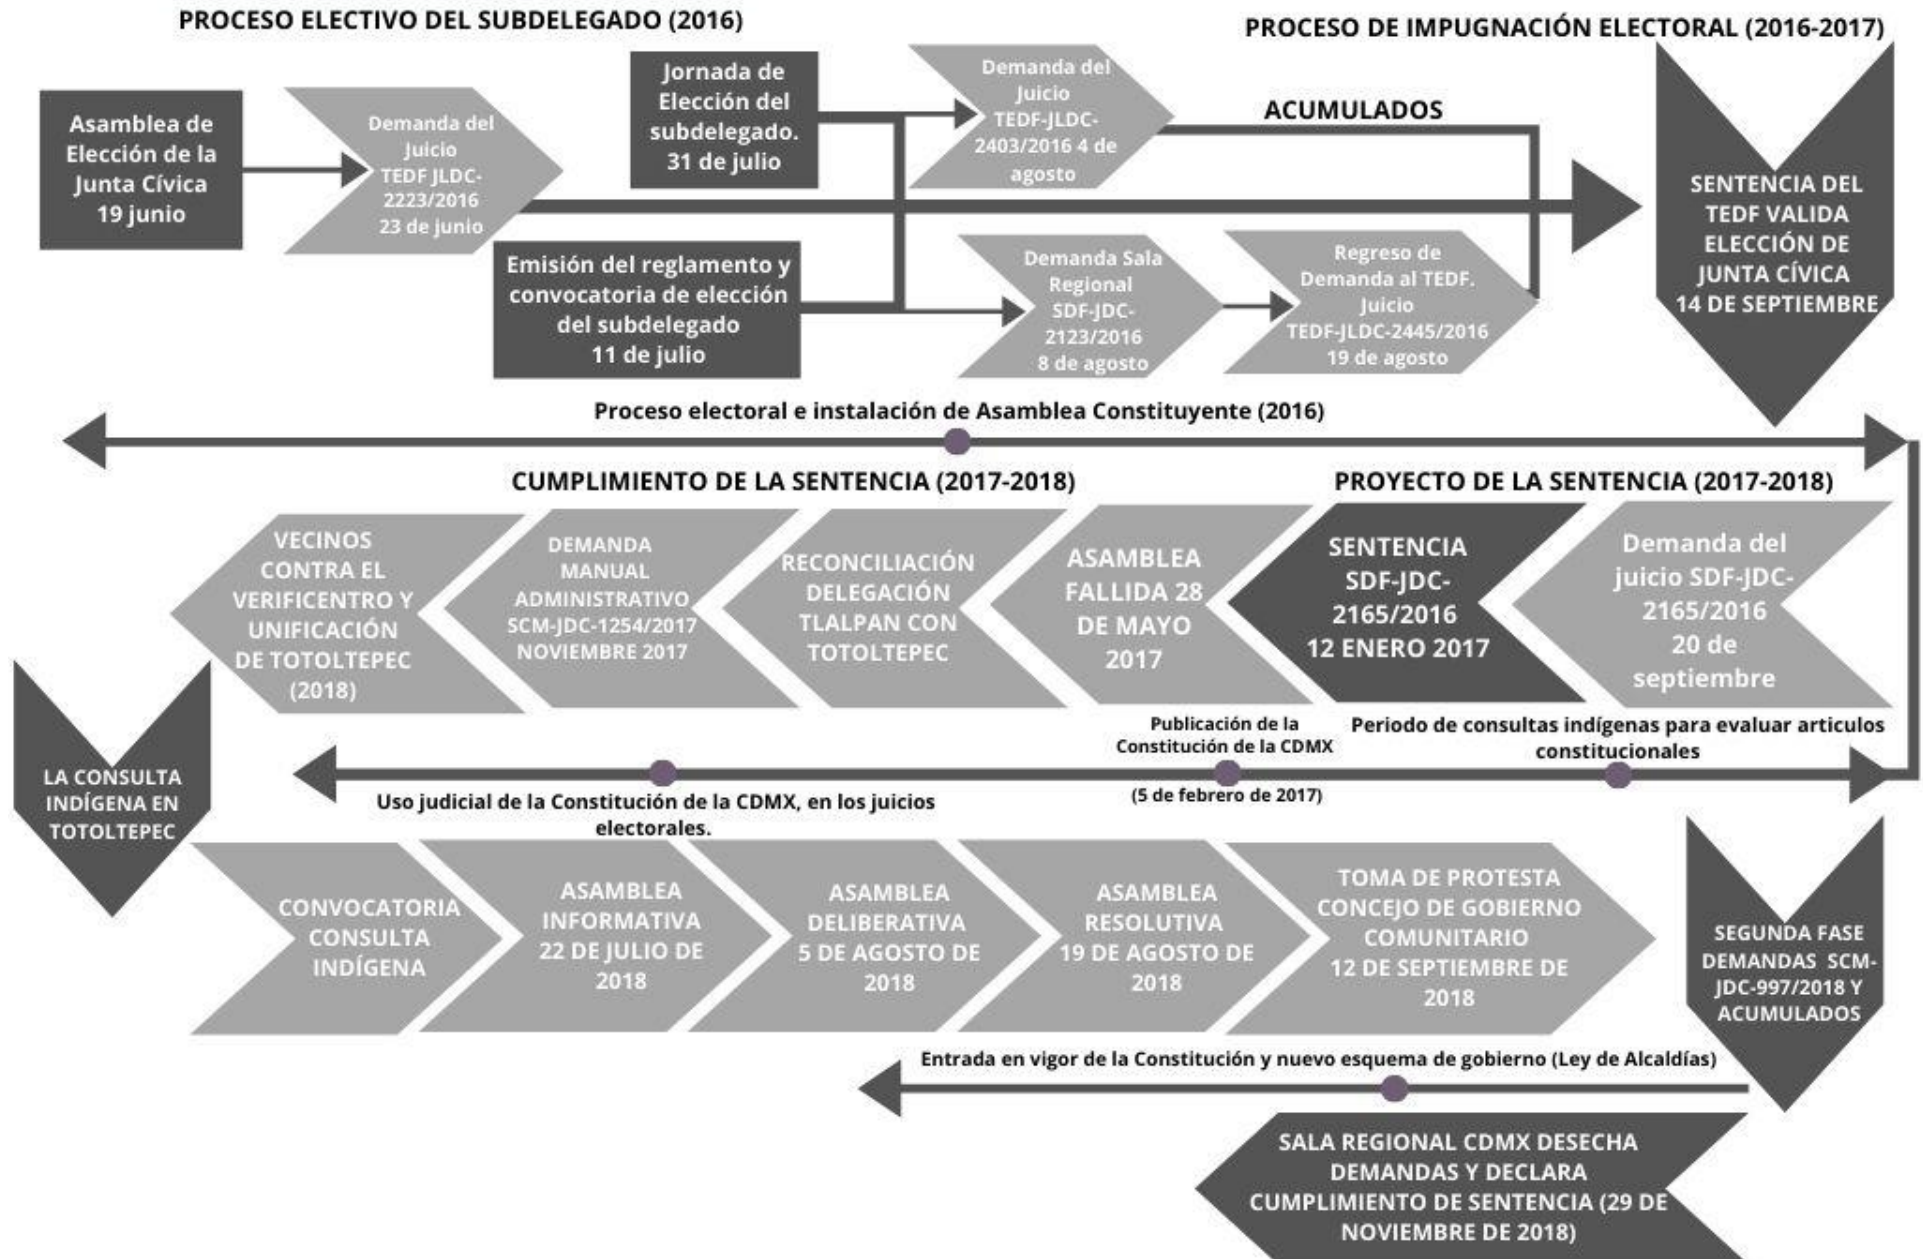 PROCESO ELECTIVO DEL SUBDELEGADO (2016)
PROCESO DE IMPUGNACIÓN ELECTORAL (2016-2017)
Asamblea de
Elección de la
Junta Cívica
19 junio
Demanda del
Juicio
TEDF JLDC-
2223/2016
23 de junio
Jornada de
Elección del
subdelegado.
31 de julio
Emisión del reglamento y
convocatoria de elección
del subdelegado
11 de julio
Demanda del
Juicio
TEDF-JLDC-
2403/2016 4 de
agosto
ACUMULADOS
Demanda Sala
Regional
SDF-JDC-
2123/2016
8 de agosto
Regreso de
Demanda al TEDF.
Juicio
TEDF-JLDC-2445/2016
19 de agosto
SENTENCIA DEL
TEDF VALIDA
ELECCIÓN DE
JUNTA CÍVICA
14 DE SEPTIEMBRE
Proceso electoral e instalación de Asamblea Constituyente (2016)
CUMPLIMIENTO DE LA SENTENCIA (2017-2018)
PROYECTO DE LA SENTENCIA (2017-2018)
VECINOS
CONTRA EL
VERIFICENTRO Y
UNIFICACIÓN
DE TOTOLTEPEC
(2018)
DEMANDA
MANUAL
ADMINISTRATIVO
SCM-JDC-1254/2017
NOVIEMBRE 2017
RECONCILIACIÓN
DELEGACIÓN
TLALPAN CON
TOTOLTEPEC
ASAMBLEA
FALLIDA 28
DE MAYO
2017
SENTENCIA
SDF-JDC-
2165/2016
12 ENERO 2017
Demanda del
juicio SDF-JDC-
2165/2016
20 de
septiembre
Publicación de la
Constitución de la CDMX
(5 de febrero de 2017)
Periodo de consultas indígenas para evaluar articulos
constitucionales
Uso judicial de la Constitución de la CDMX, en los juicios
electorales.
LA CONSULTA
INDÍGENA EN
TOTOLTEPEC
CONVOCATORIA
CONSULTA
INDÍGENA
ASAMBLEA
INFORMATIVA
22 DE JULIO DE
2018
ASAMBLEA
DELIBERATIVA
5 DE AGOSTO DE
2018
ASAMBLEA
RESOLUTIVA
19 DE AGOSTO DE
2018
TOMA DE PROTESTA
CONCEJO DE GOBIERNO
COMUNITARIO
12 DE SEPTIEMBRE DE
2018
SEGUNDA FASE
DEMANDAS SCM-
JDC-997/2018 Y
ACUMULADOS
Entrada en vigor de la Constitución y nuevo esquema de gobierno (Ley de Alcaldías)
SALA REGIONAL CDMX DESECHA
DEMANDAS Y DECLARA
CUMPLIMIENTO DE SENTENCIA (29 DE
NOVIEMBRE DE 2018)